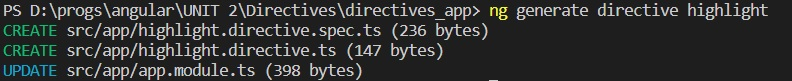 PS D:\progs\angular\UNIT 2\Directives\directives_app> ng generate directive highlight
CREATE src/app/highlight.directive.spec.ts (236 bytes)
CREATE src/app/highlight.directive.ts (147 bytes)
UPDATE src/app/app.module.ts (398 bytes)